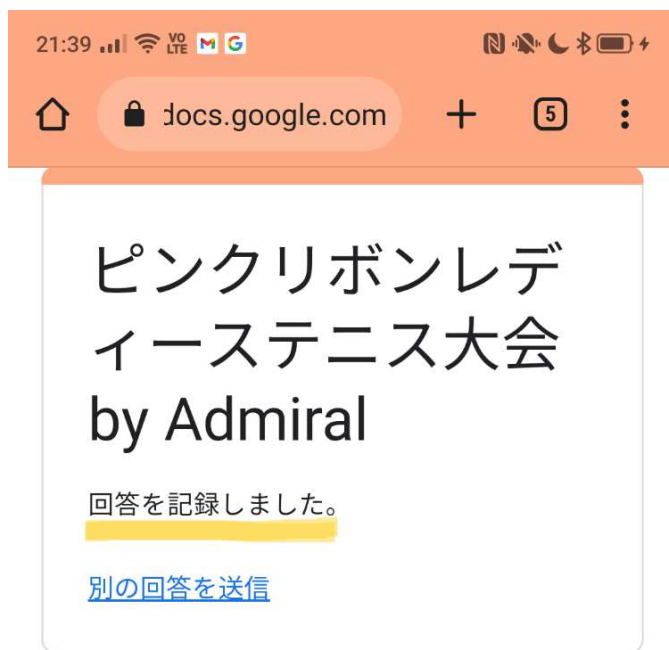 21:39 VO LTE M G
docs.google.com + 5
ピンクリボンレデ
ィーステニス大会
by Admiral
回答を記録しました。
別の回答を送信